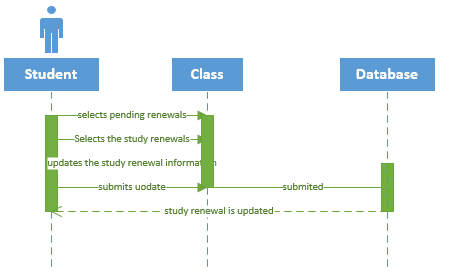 Student
Class
Database
selects pending renewals
Selects the study renewals
updates the study renewal information
submits uodate
submited
study renewal is updated